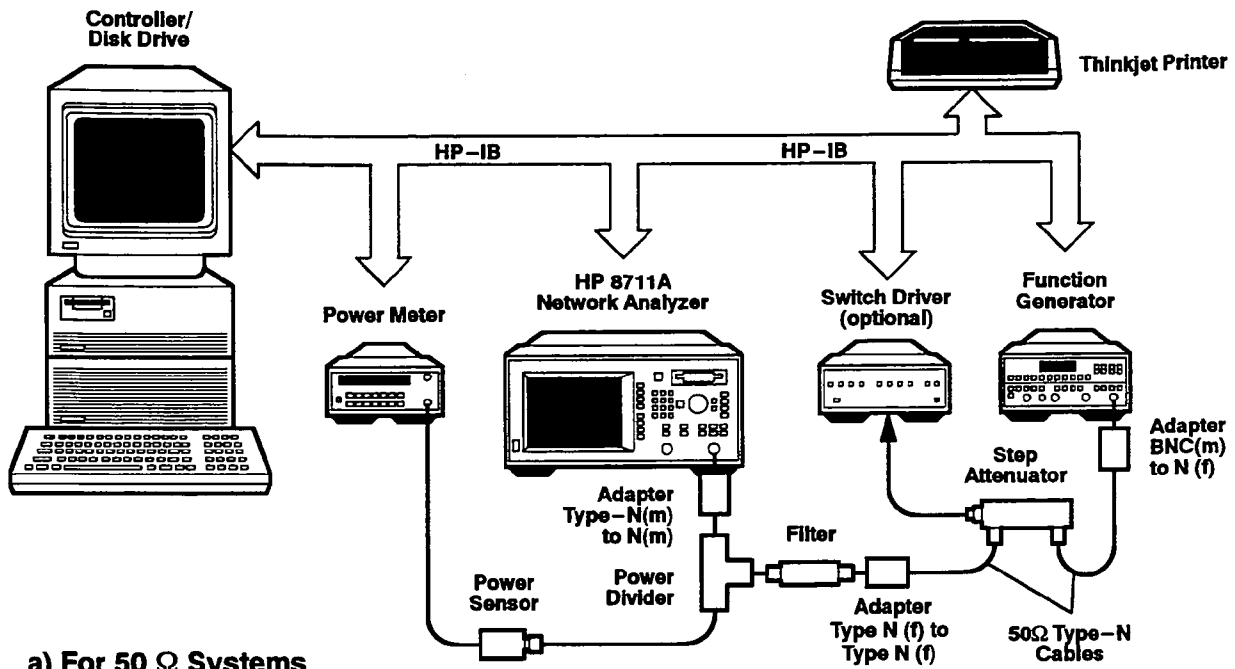 Controller/
Disk Drive
Thinkjet Printer
HP-IB
HP-IB
HP 8711A
Network Analyzer
Function
Generator
Power Meter
Switch Driver
(optional)
Adapter
BNC(m)
to N (f)
Step
Attenuator
Adapter
Type-N(m)
to N(m)
Filter
Power
Sensor
Power
Divider
Adapter
Type N (f) to
Type N (f)
50Ω Type-N
Cables
a) For 50 Ω Systems